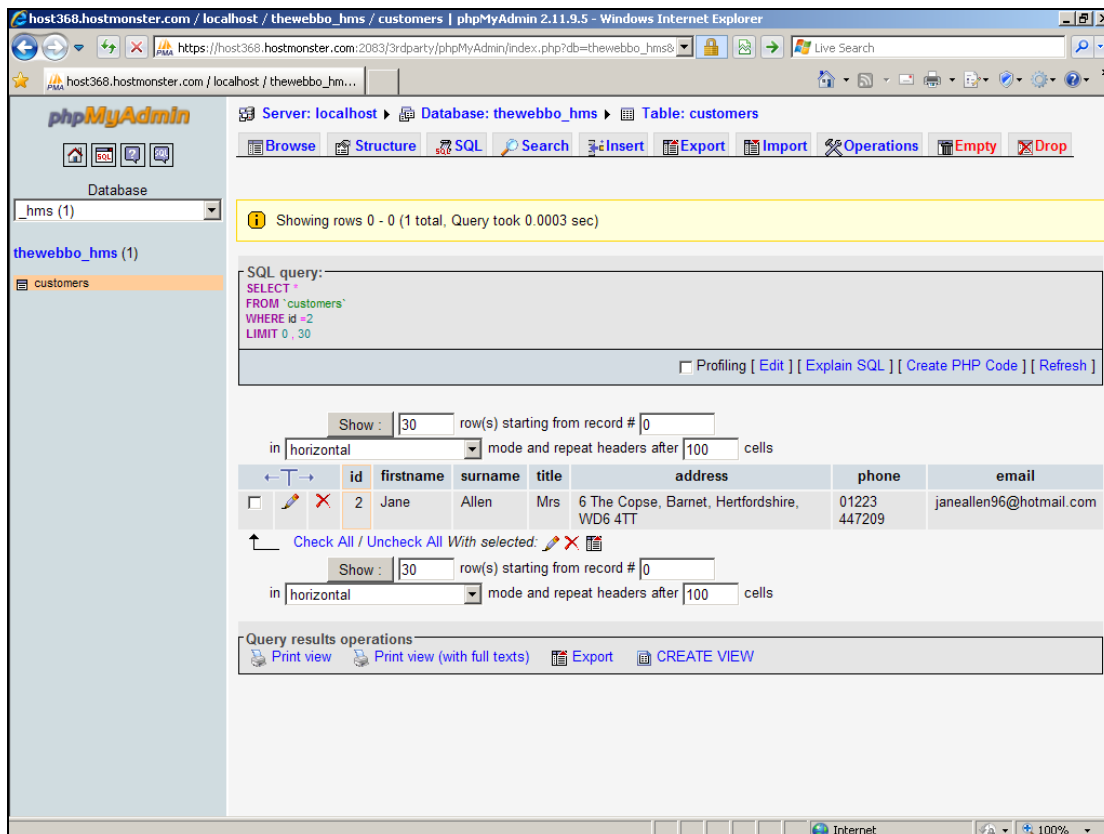 host368.hostmonster.com / localhost / thewebbo_hms / customers | phpMyAdmin 2.11.9.5 - Windows Internet Explorer
https://host368.hostmonster.com:2083/3rdparty/phpMyAdmin/index.php?db=thewebbo_hms&
Live Search
host368.hostmonster.com / localhost / thewebbo_hm...
phpMyAdmin
Database
_hms (1)
thewebbo_hms (1)
customers
Server: localhost Database: thewebbo_hms Table: customers
Browse Structure SQL Search Insert Export Import Operations Empty Drop
Showing rows 0 - 0 (1 total, Query took 0.0003 sec)
SQL query:
SELECT *
FROM `customers`
WHERE id =2
LIMIT 0 , 30
Profiling [ Edit ] [ Explain SQL ] [ Create PHP Code ] [ Refresh ]
Show : 30 row(s) starting from record # 0
in horizontal mode and repeat headers after 100 cells
←T→ id firstname surname title address phone email
2 Jane Allen Mrs 6 The Copse, Barnet, Hertfordshire, 01223 janeallen96@hotmail.com
WD6 4TT 447209
Check All / Uncheck All With selected:
Show : 30 row(s) starting from record # 0
in horizontal mode and repeat headers after 100 cells
Query results operations
Print view Print view (with full texts) Export CREATE VIEW
Internet 100%